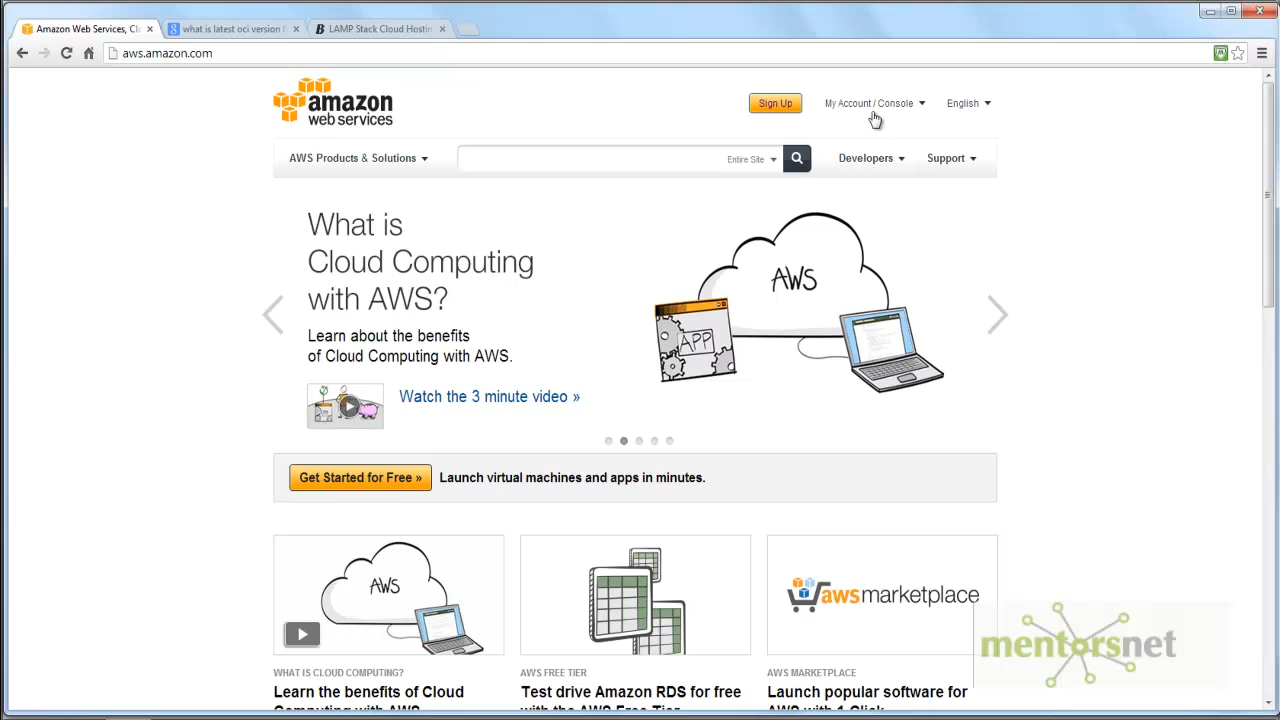 Amazon Web Services, Cl
what is latest oci version
LAMP Stack Cloud Hostin
aws.amazon.com
amazon
web services
Sign Up
My Account / Console
English
AWS Products & Solutions
Entire Site
Developers
Support
What is
Cloud Computing
with AWS?
Learn about the benefits
of Cloud Computing with AWS.
Watch the 3 minute video »
AWS
APP
Get Started for Free »
Launch virtual machines and apps in minutes.
AWS
awsmarketplace
mentorsnet
WHAT IS CLOUD COMPUTING?
AWS FREE TIER
AWS MARKETPLACE
Learn the benefits of Cloud
Test drive Amazon RDS for free
Launch popular software for
Computing with AWS
with the AWS Free Tier
AWS with 1-Click